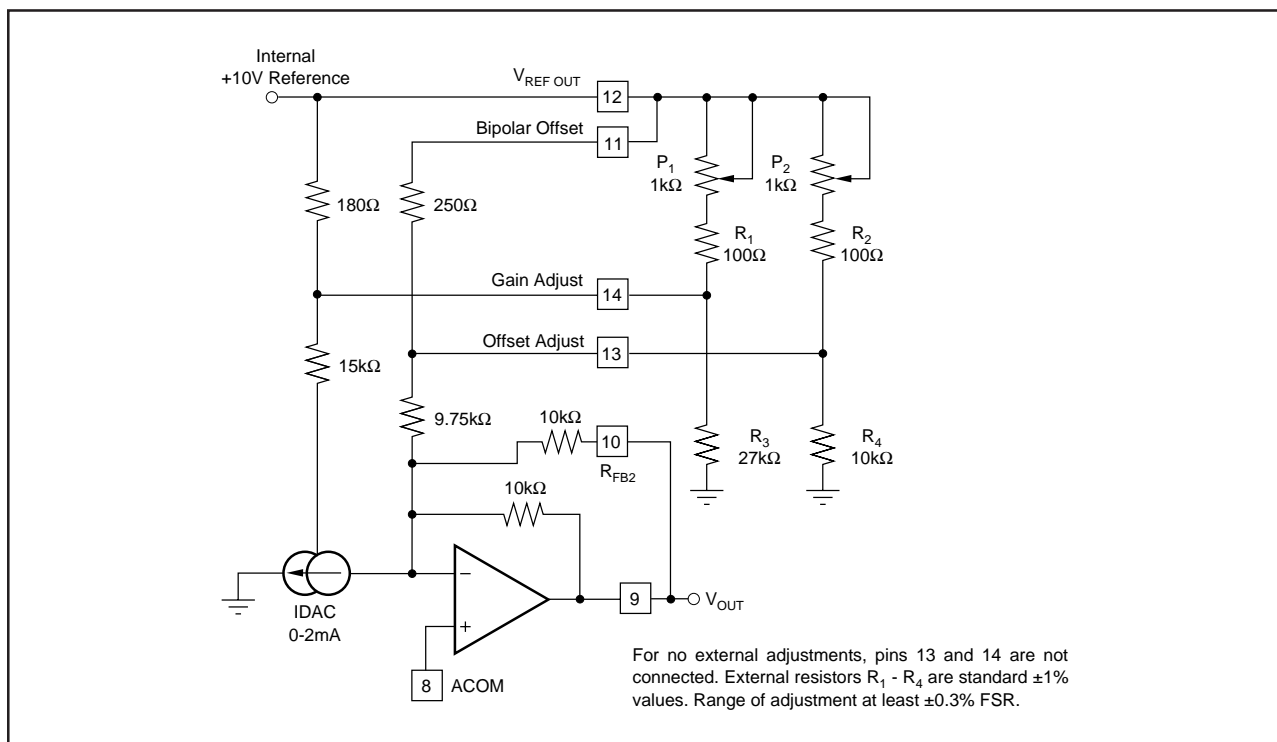 Internal
+10V Reference
V REF OUT
12
Bipolar Offset
11
P1
1kΩ
P2
1kΩ
180Ω
250Ω
R1
100Ω
R2
100Ω
Gain Adjust
14
Offset Adjust
13
15kΩ
9.75kΩ
10kΩ
10
RFB2
R3
27kΩ
R4
10kΩ
10kΩ
−
+
9
VOUT
IDAC
0-2mA
8
ACOM
For no external adjustments, pins 13 and 14 are not
connected. External resistors R1 - R4 are standard ±1%
values. Range of adjustment at least ±0.3% FSR.